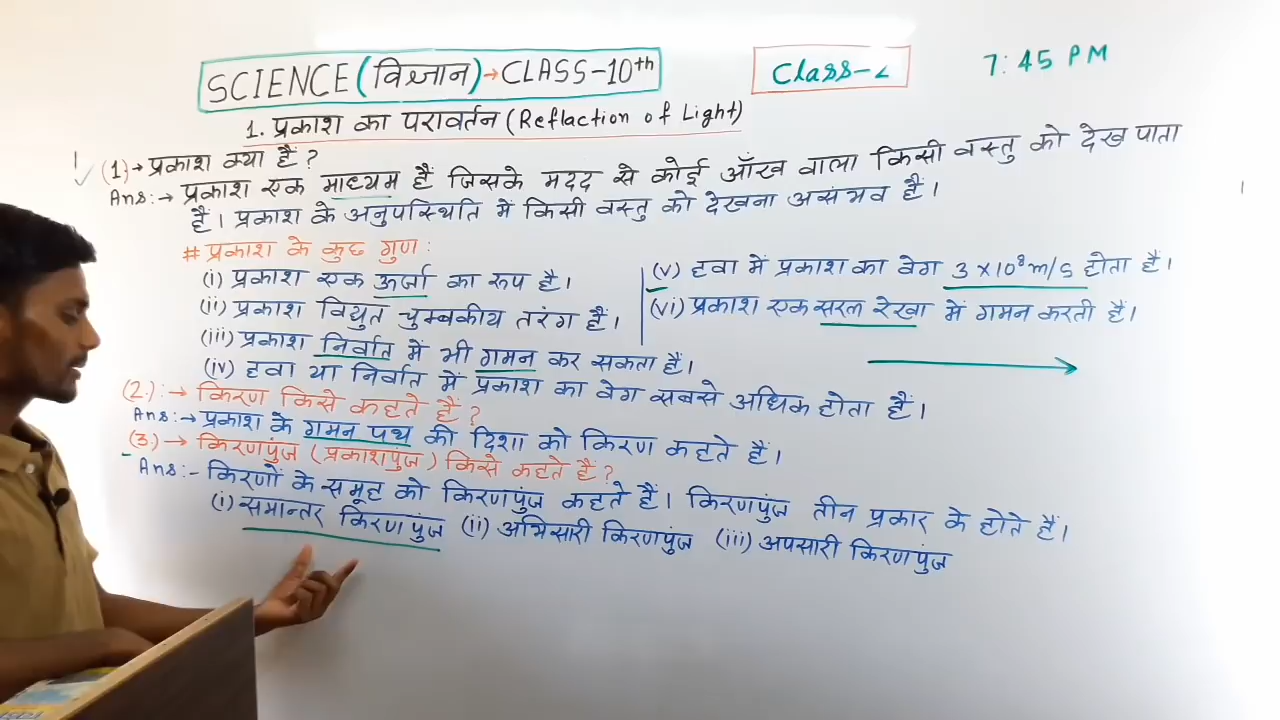 SCIENCE (विज्ञान) → CLASS-10th
Class-2
7:45 PM
1. प्रकाश का परावर्तन (Reflaction of Light)
(1) → प्रकाश क्या है ?
Ans:→ प्रकाश एक माध्यम है जिसके मदद से कोई आँख वाला किसी वस्तु को देख पाता
है। प्रकाश के अनुपस्थिति में किसी वस्तु को देखना असंभव है।
# प्रकाश के कुछ गुण:
(i) प्रकाश एक ऊर्जा का रूप है।
(ii) प्रकाश विद्युत चुम्बकीय तरंग है।
(iii) प्रकाश निर्वात में भी गमन कर सकता है।
(iv) हवा या निर्वात में प्रकाश का वेग सबसे अधिक होता है।
(v) हवा में प्रकाश का वेग 3×10⁸ m/s होता है।
(vi) प्रकाश एक सरल रेखा में गमन करती है।
(2.):→ किरण किसे कहते हैं ?
Ans:→ प्रकाश के गमन पथ की दिशा को किरण कहते हैं।
(3.) → किरणपुंज (प्रकाशपुंज) किसे कहते हैं ?
Ans:- किरणों के समूह को किरणपुंज कहते हैं। किरणपुंज तीन प्रकार के होते हैं।
(i) समान्तर किरणपुंज (ii) अभिसारी किरणपुंज (iii) अपसारी किरणपुंज